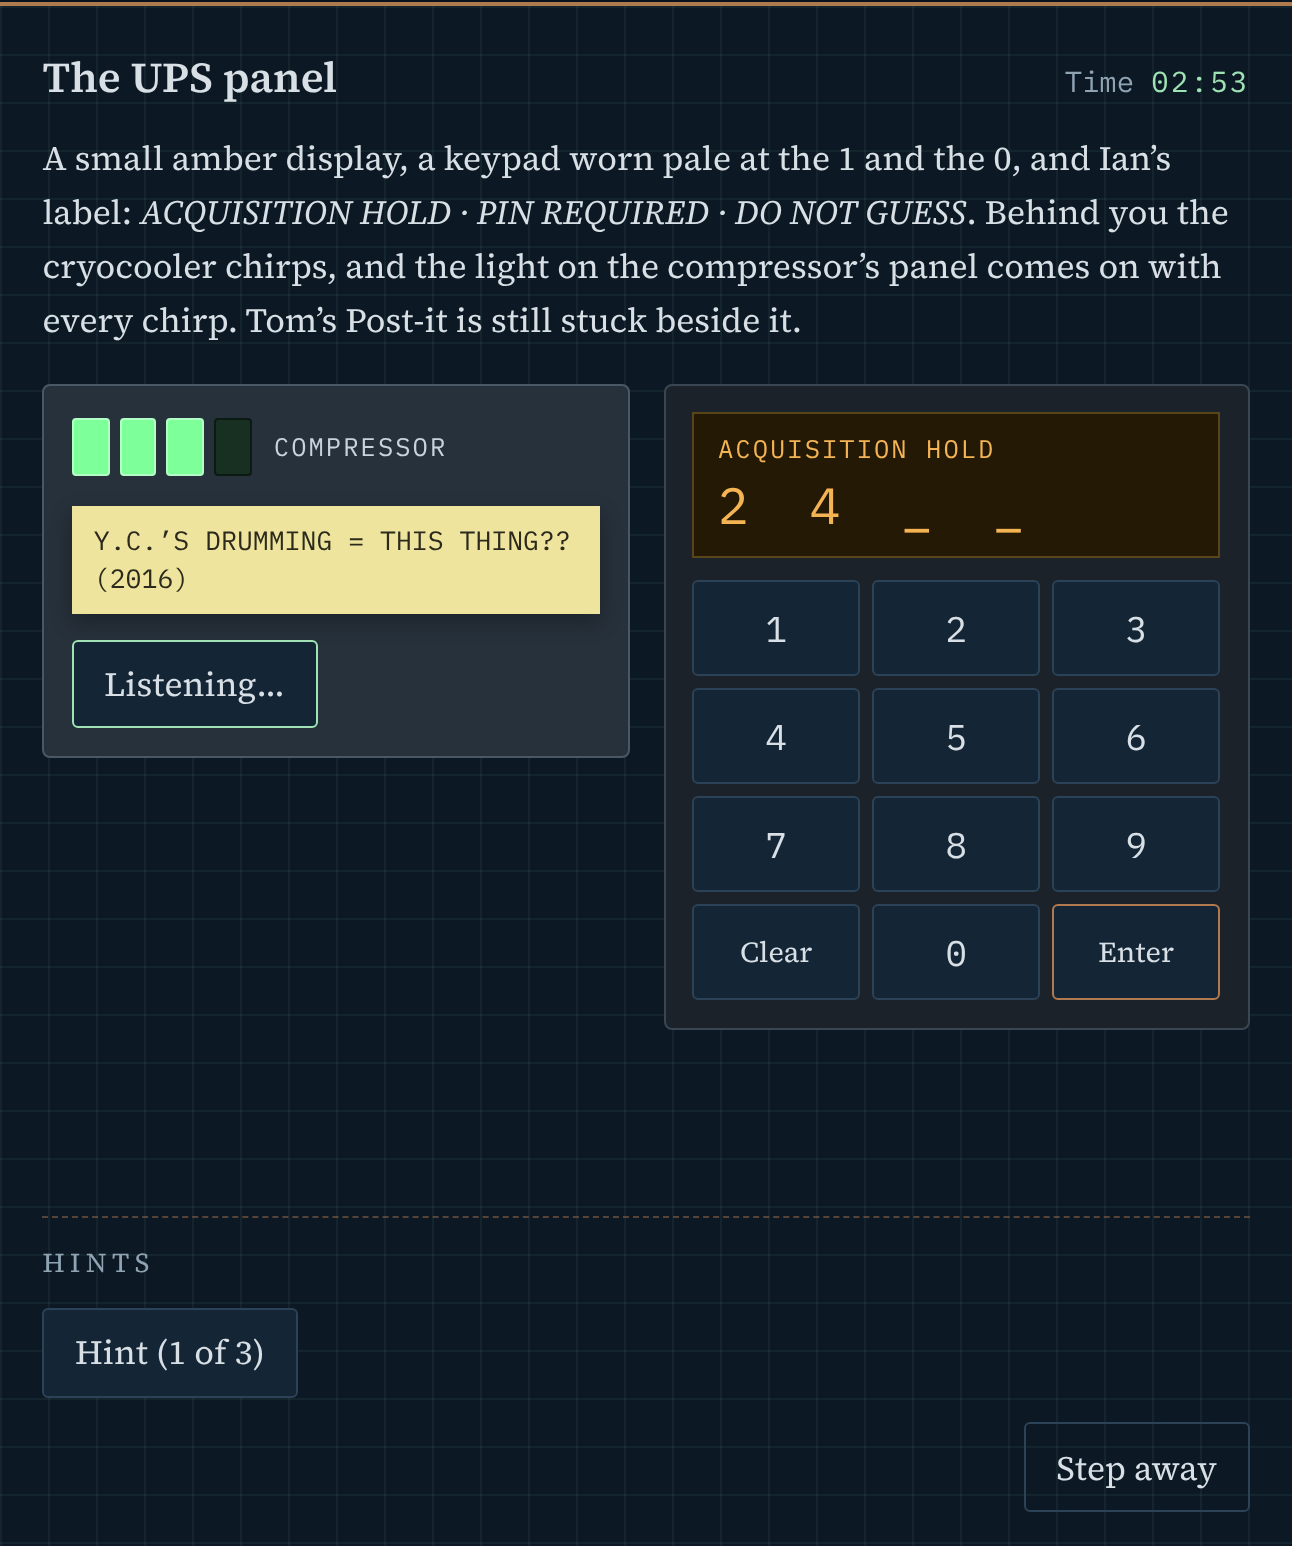 The UPS panel
Time 02:53
A small amber display, a keypad worn pale at the 1 and the 0, and Ian’s
label: ACQUISITION HOLD · PIN REQUIRED · DO NOT GUESS. Behind you the
cryocooler chirps, and the light on the compressor’s panel comes on with
every chirp. Tom’s Post-it is still stuck beside it.
COMPRESSOR
Y.C.’S DRUMMING = THIS THING??
(2016)
Listening…
ACQUISITION HOLD
2 4 _ _
1 2 3
4 5 6
7 8 9
Clear 0 Enter
HINTS
Hint (1 of 3)
Step away